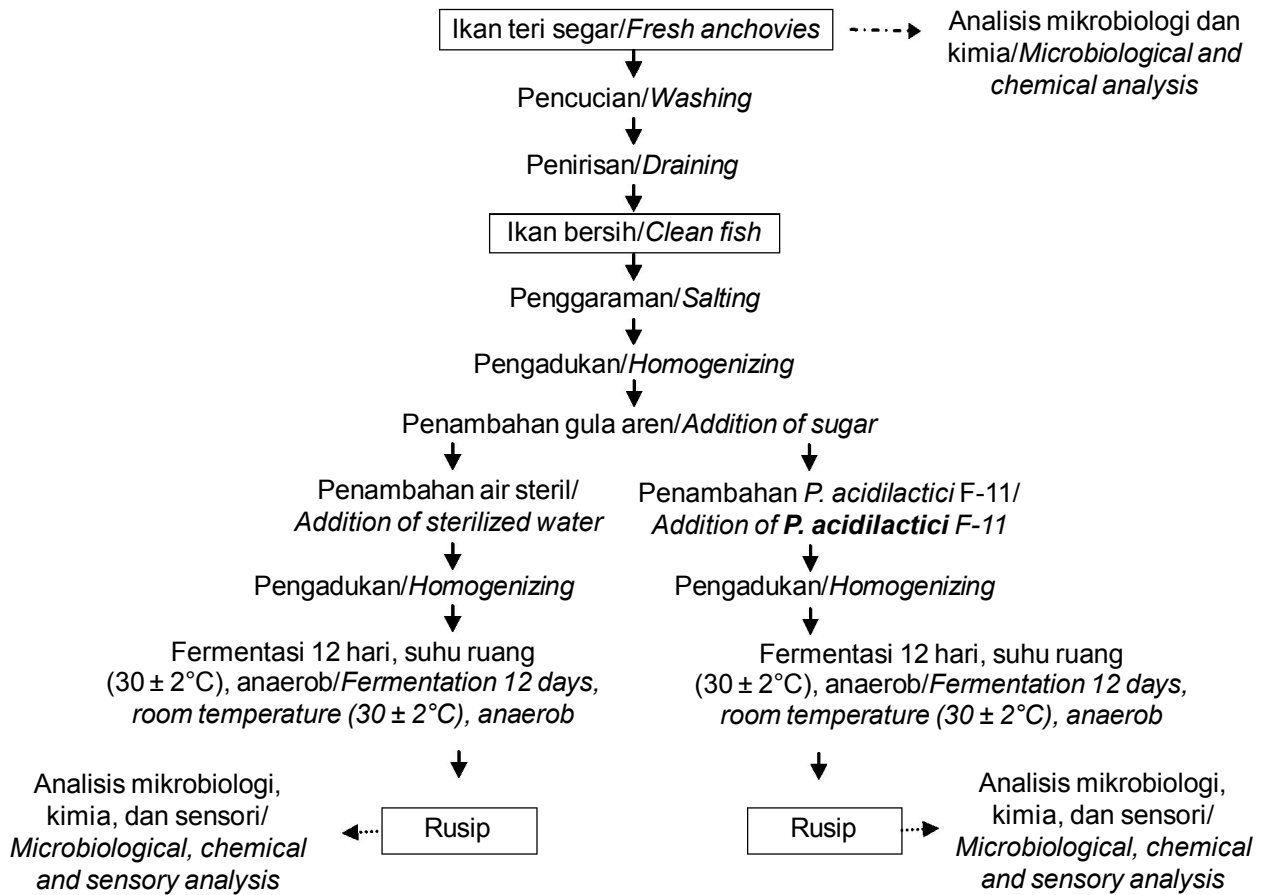 Ikan teri segar/Fresh anchovies
Analisis mikrobiologi dan
kimia/Microbiological and
chemical analysis
Pencucian/Washing
Penirisan/Draining
Ikan bersih/Clean fish
Penggaraman/Salting
Pengadukan/Homogenizing
Penambahan gula aren/Addition of sugar
Penambahan air steril/
Addition of sterilized water
Penambahan P. acidilactici F-11/
Addition of P. acidilactici F-11
Pengadukan/Homogenizing
Pengadukan/Homogenizing
Fermentasi 12 hari, suhu ruang
(30 ± 2°C), anaerob/Fermentation 12 days,
room temperature (30 ± 2°C), anaerob
Fermentasi 12 hari, suhu ruang
(30 ± 2°C), anaerob/Fermentation 12 days,
room temperature (30 ± 2°C), anaerob
Analisis mikrobiologi,
kimia, dan sensori/
Microbiological, chemical
and sensory analysis
Rusip
Rusip
Analisis mikrobiologi,
kimia, dan sensori/
Microbiological, chemical
and sensory analysis